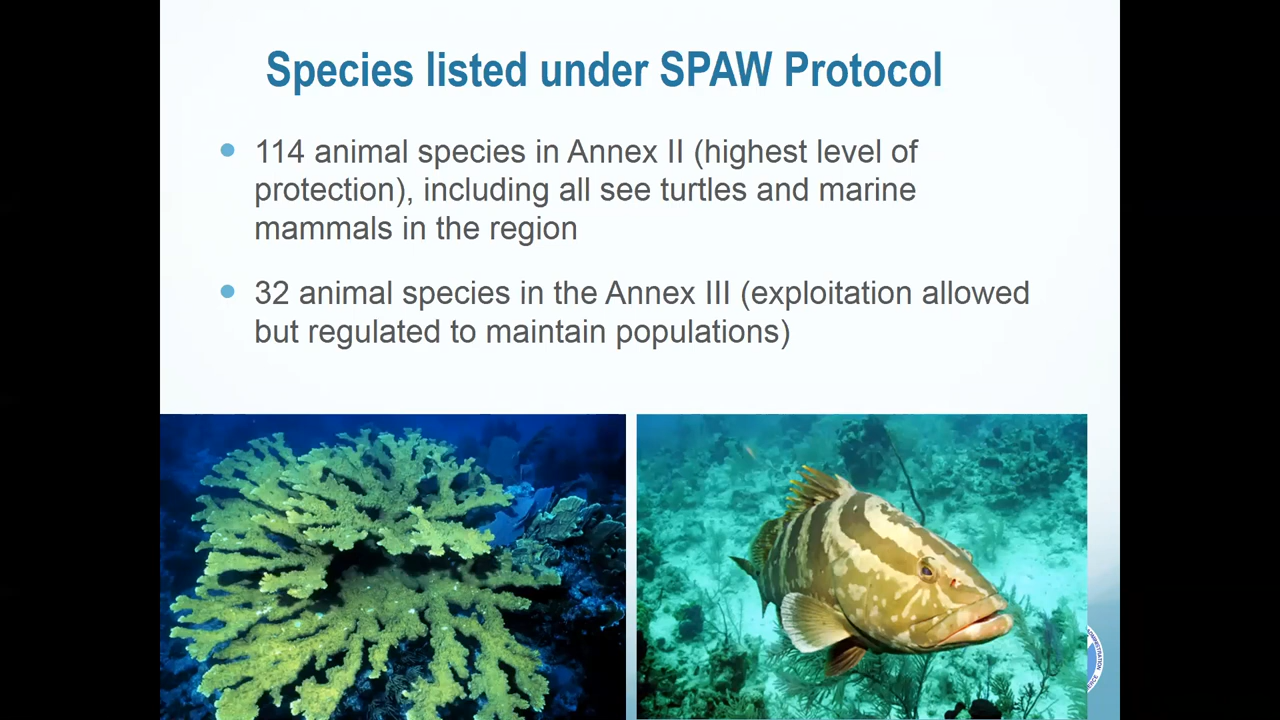 Species listed under SPAW Protocol
• 114 animal species in Annex II (highest level of
protection), including all see turtles and marine
mammals in the region
• 32 animal species in the Annex III (exploitation allowed
but regulated to maintain populations)